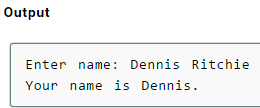 Output
Enter name: Dennis Ritchie
Your name is Dennis.